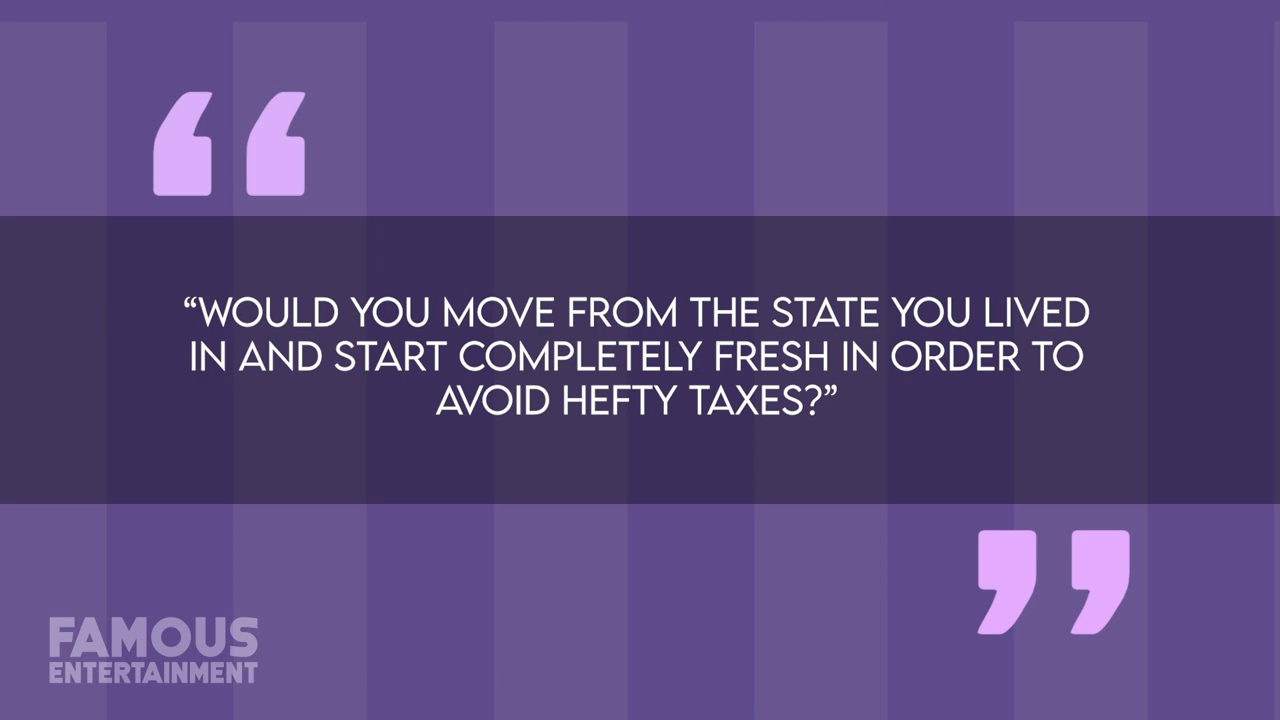 “WOULD YOU MOVE FROM THE STATE YOU LIVED
IN AND START COMPLETELY FRESH IN ORDER TO
AVOID HEFTY TAXES?”
FAMOUS
ENTERTAINMENT